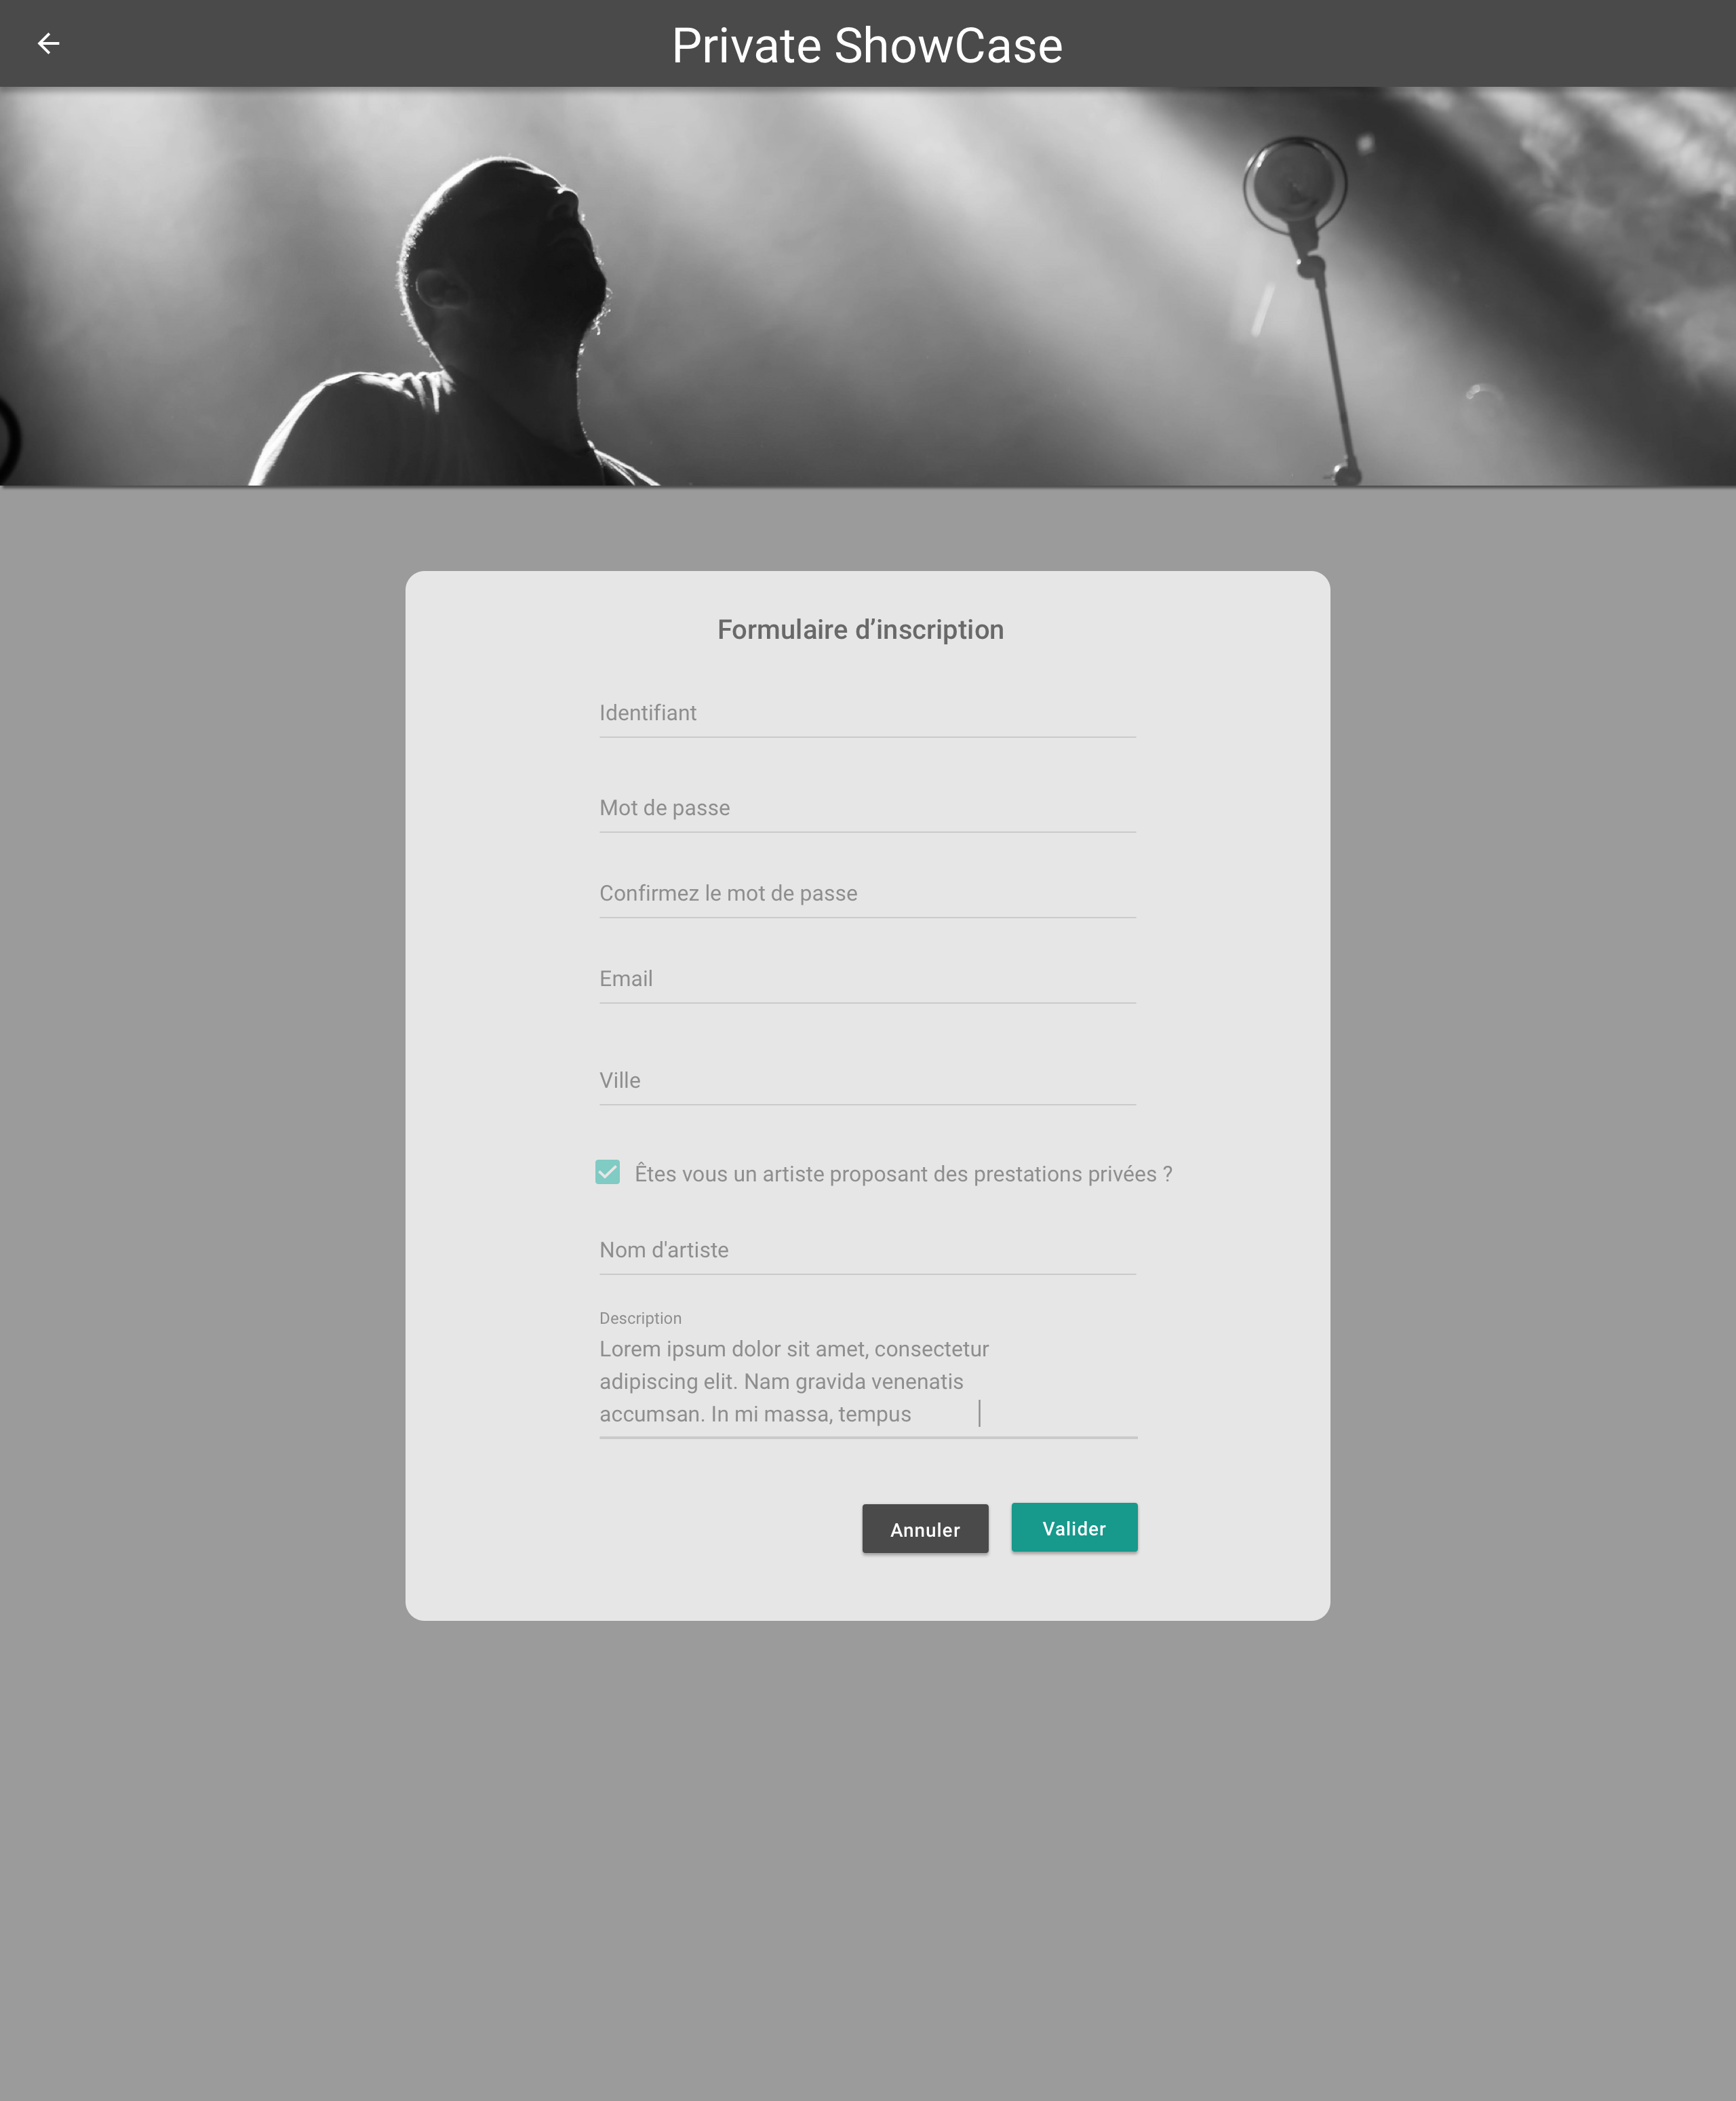 Private ShowCase
Formulaire d’inscription
Identifiant
Mot de passe
Confirmez le mot de passe
Email
Ville
Êtes vous un artiste proposant des prestations privées ?
Nom d'artiste
Description
Lorem ipsum dolor sit amet, consectetur
adipiscing elit. Nam gravida venenatis
accumsan. In mi massa, tempus
Annuler
Valider